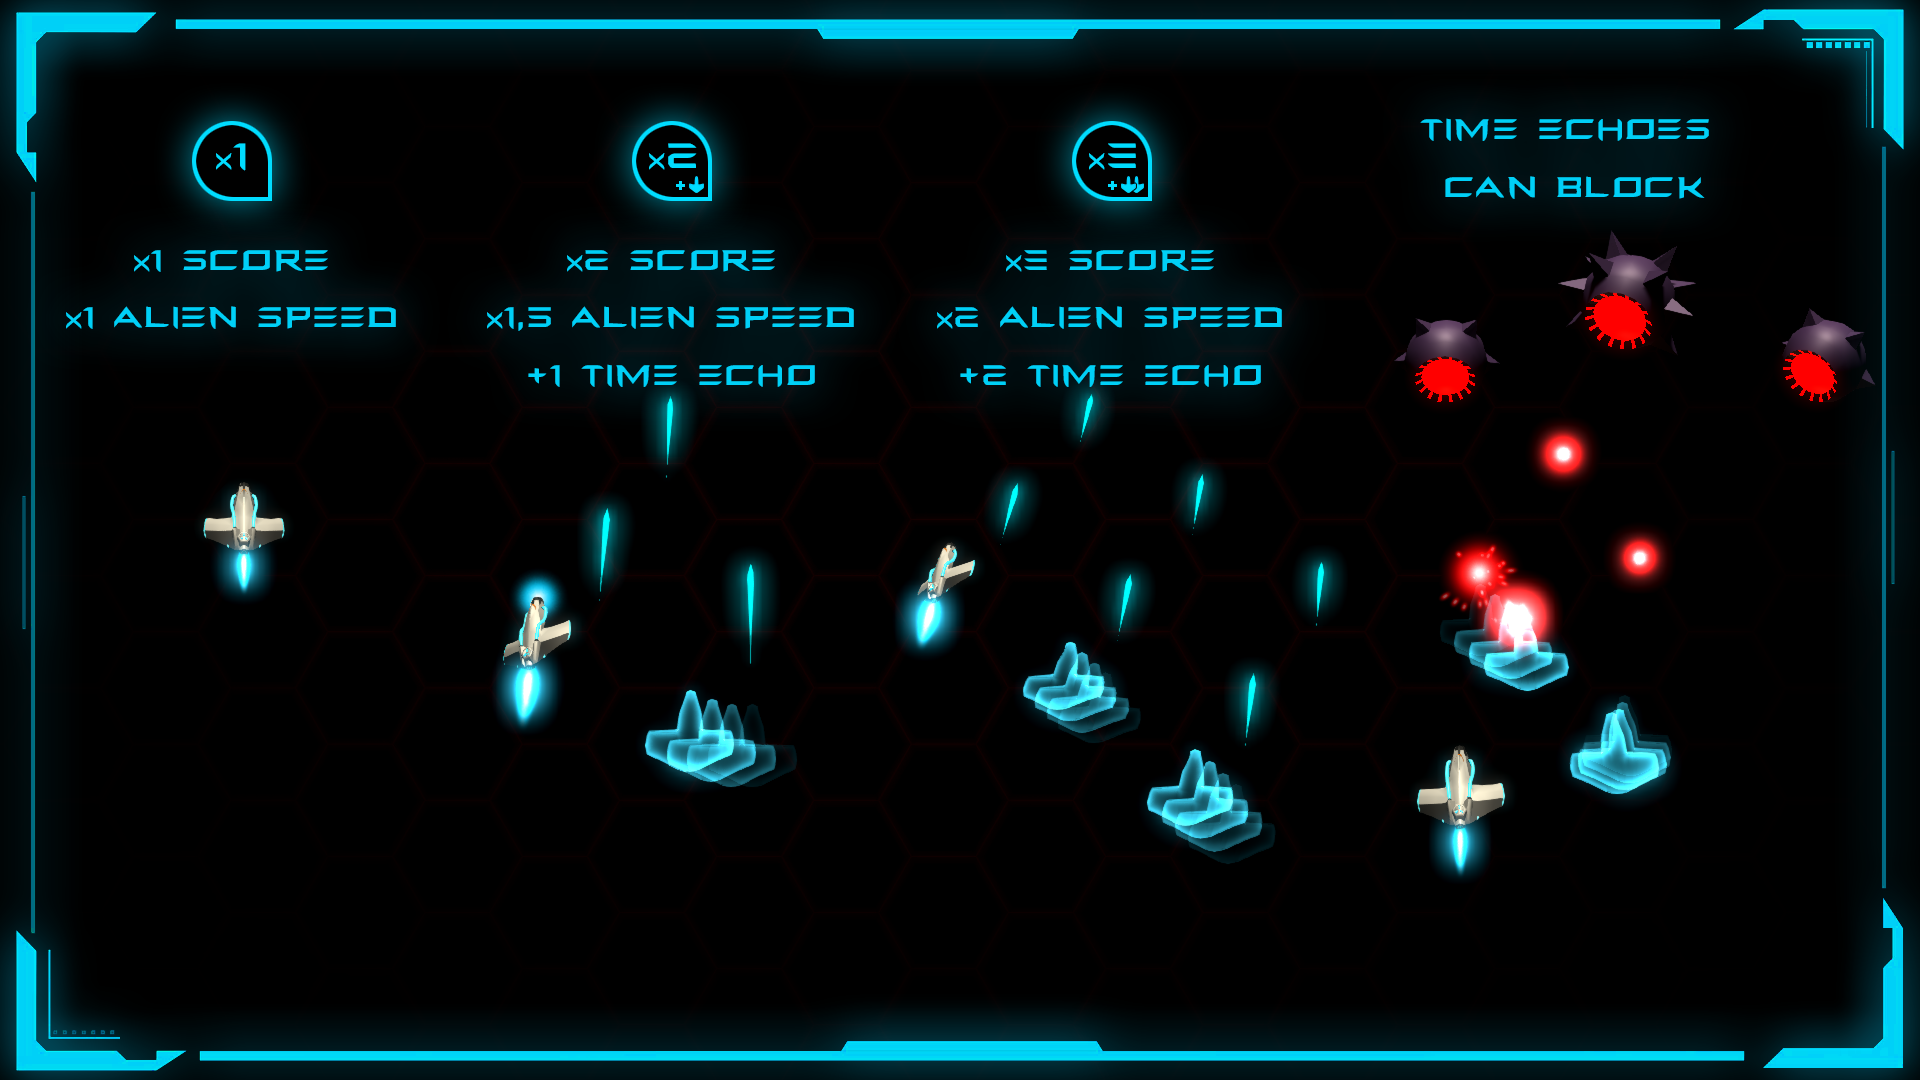 x1
x1 SCORE
x1 ALIEN SPEED
x2
+
x2 SCORE
x1,5 ALIEN SPEED
+1 TIME ECHO
x3
+
x3 SCORE
x2 ALIEN SPEED
+2 TIME ECHO
TIME ECHOES
CAN BLOCK